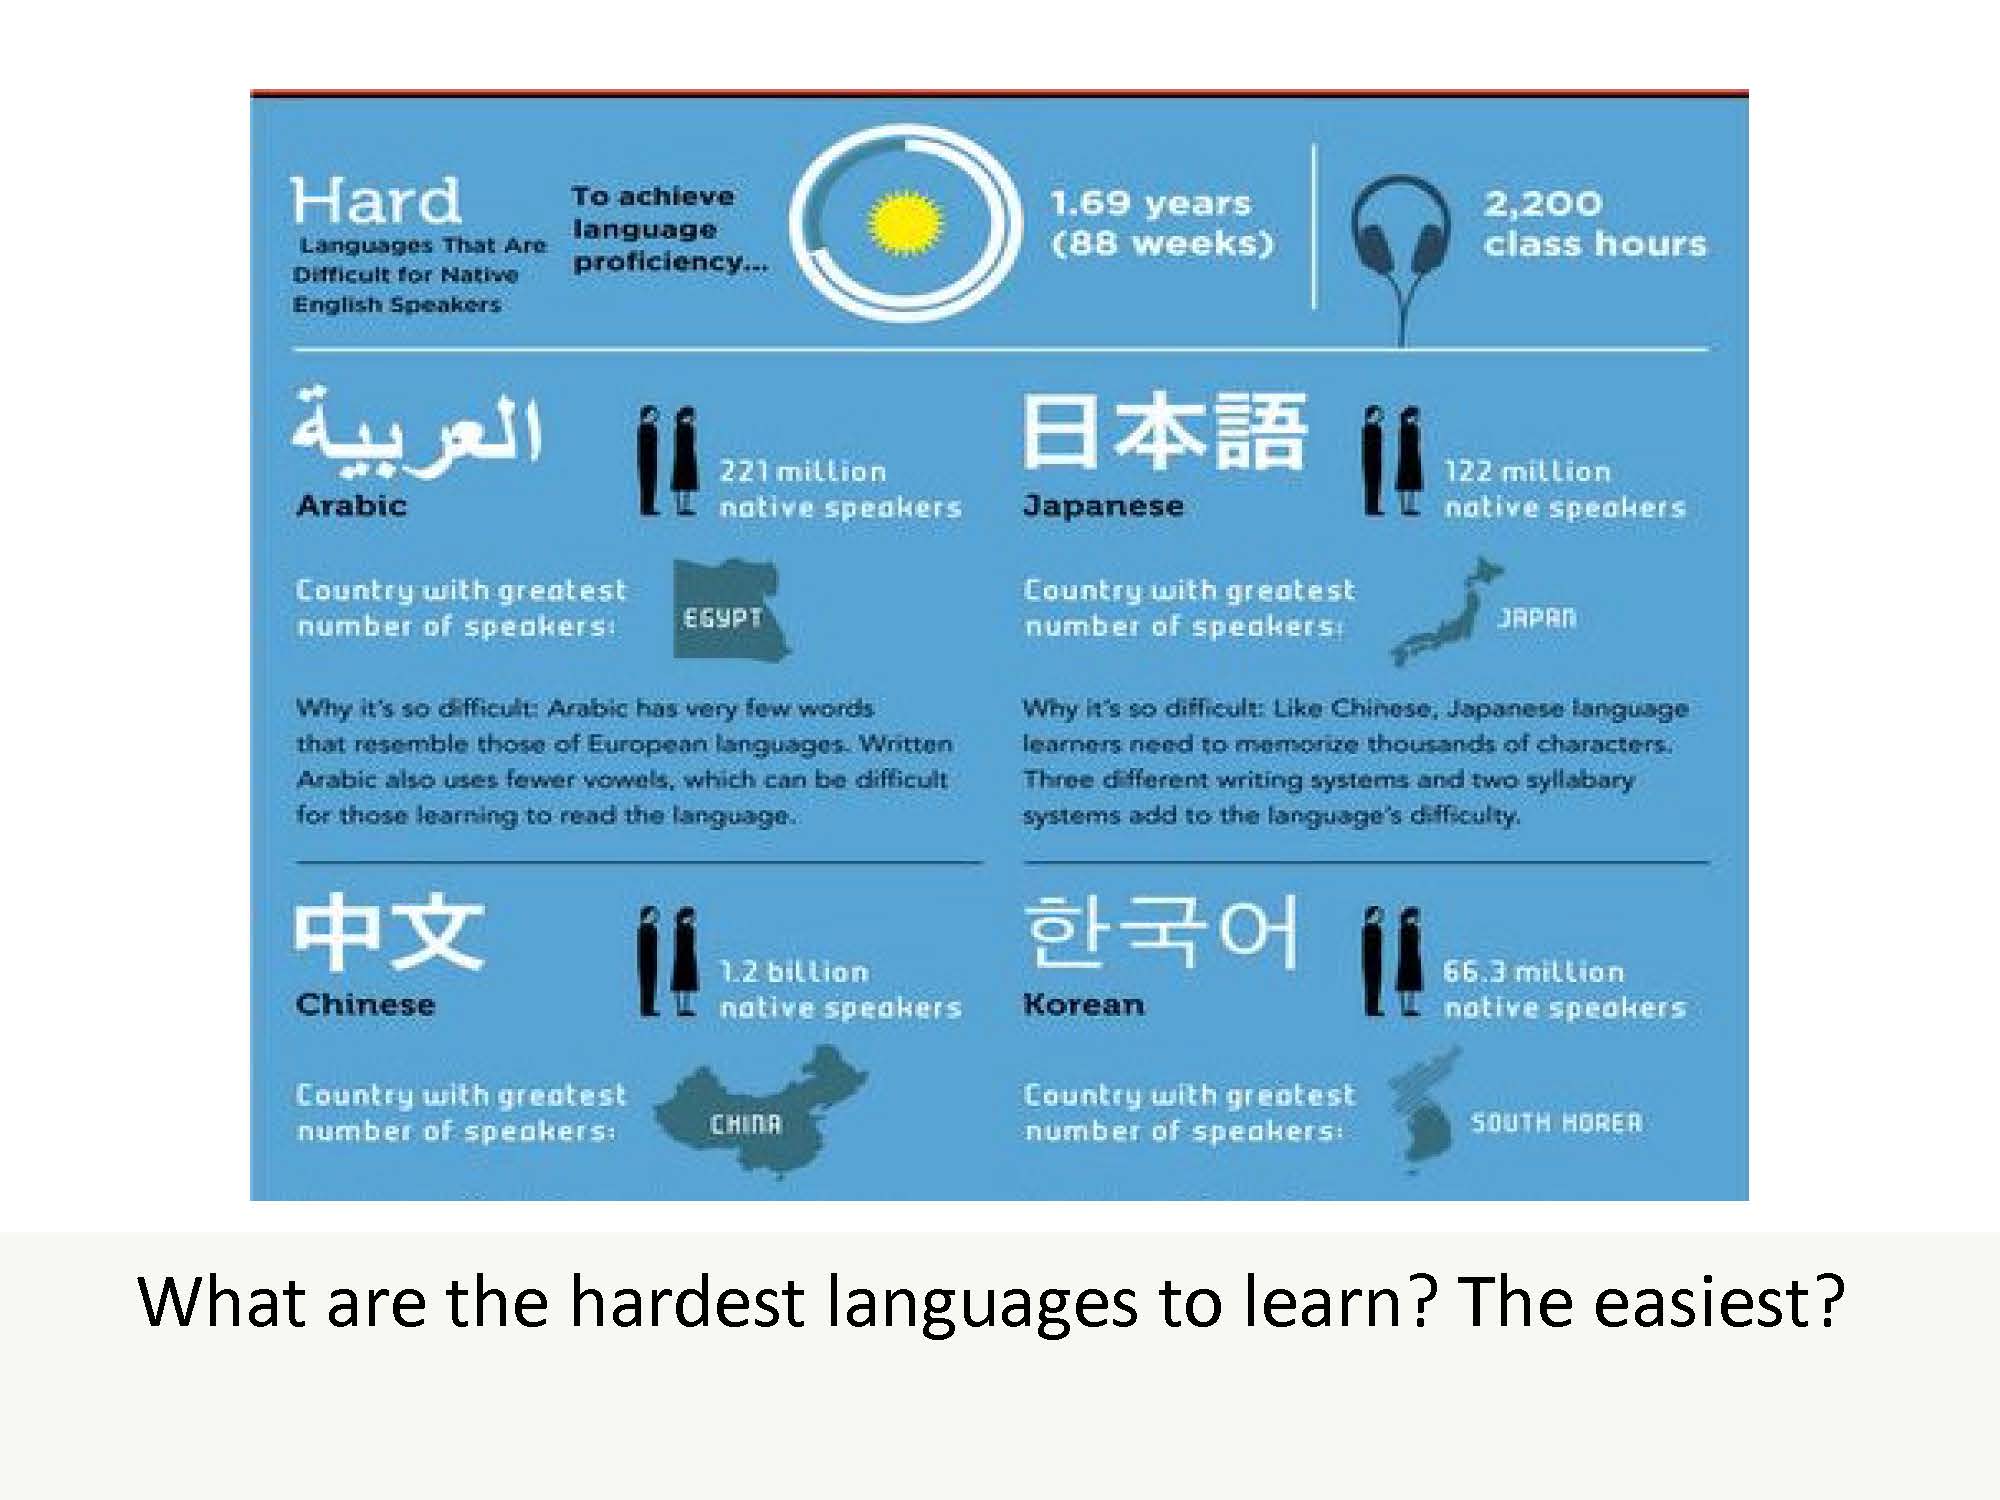 Hard
Languages That Are
Difficult for Native
English Speakers
To achieve
language
proficiency...
1.69 years
(88 weeks)
2,200
class hours
العربية
Arabic
221 million
native speakers
Country with greatest
number of speakers:
EGYPT
Why it's so difficult: Arabic has very few words
that resemble those of European languages. Written
Arabic also uses fewer vowels, which can be difficult
for those learning to read the language.
日本語
Japanese
122 million
native speakers
Country with greatest
number of speakers:
JAPAN
Why it's so difficult: Like Chinese, Japanese language
learners need to memorize thousands of characters.
Three different writing systems and two syllabary
systems add to the language's difficulty.
中文
Chinese
1.2 billion
native speakers
Country with greatest
number of speakers:
CHINA
한국어
Korean
66.3 million
native speakers
Country with greatest
number of speakers:
SOUTH KOREA
What are the hardest languages to learn? The easiest?